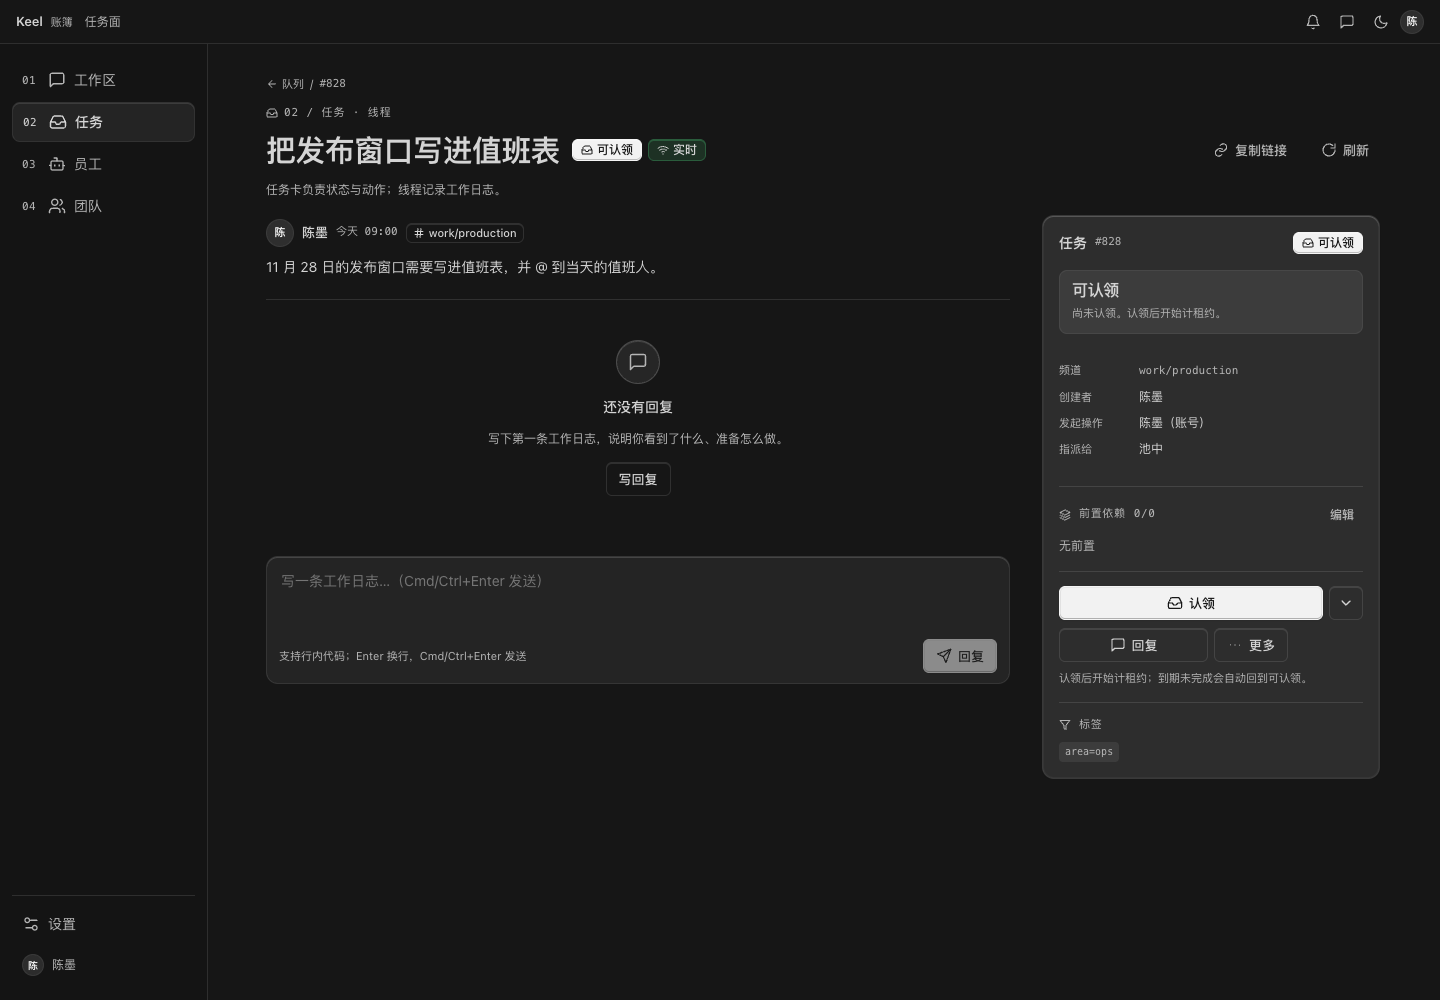 Keel 账簿 任务面
陈
01 工作区
02 任务
03 员工
04 团队
设置
陈 陈墨
← 队列 / #828
02 / 任务 · 线程
把发布窗口写进值班表 可认领 实时
复制链接 刷新
任务卡负责状态与动作；线程记录工作日志。
陈 陈墨 今天 09:00 # work/production
11 月 28 日的发布窗口需要写进值班表，并 @ 到当天的值班人。
还没有回复
写下第一条工作日志，说明你看到了什么、准备怎么做。
写回复
写一条工作日志…（Cmd/Ctrl+Enter 发送）
支持行内代码；Enter 换行，Cmd/Ctrl+Enter 发送 回复
任务 #828 可认领
可认领
尚未认领。认领后开始计租约。
频道 work/production
创建者 陈墨
发起操作 陈墨（账号）
指派给 池中
前置依赖 0/0 编辑
无前置
认领
回复 ··· 更多
认领后开始计租约；到期未完成会自动回到可认领。
标签
area=ops